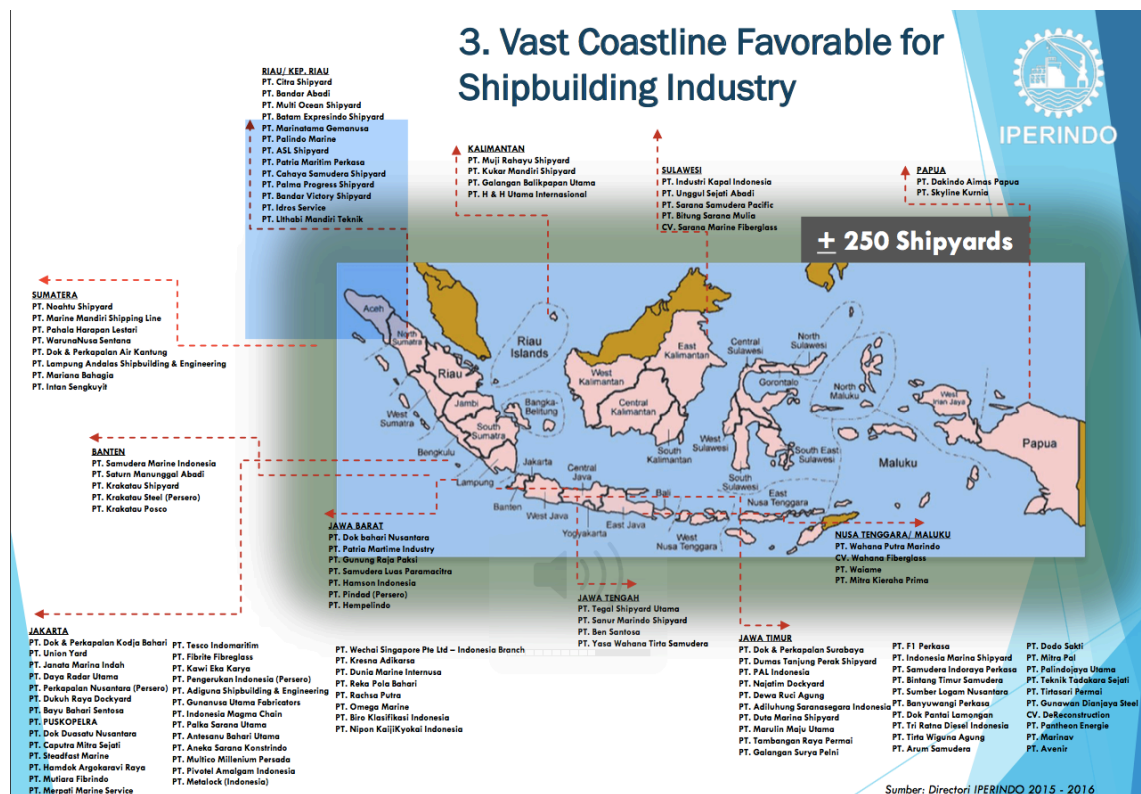 3. Vast Coastline Favorable for
Shipbuilding Industry
IPERINDO
RIAU/ KEP. RIAU
PT. Citra Shipyard
PT. Bandar Abadi
PT. Multi Ocean Shipyard
PT. Batam Expresindo Shipyard
PT. Marinatama Gemanusa
PT. Palindo Marine
PT. ASL Shipyard
PT. Patria Maritim Perkasa
PT. Cahaya Samudera Shipyard
PT. Palma Progress Shipyard
PT. Bandar Victory Shipyard
PT. Idros Service
PT. Lithabi Mandiri Teknik
KALIMANTAN
PT. Muji Rahayu Shipyard
PT. Kukar Mandiri Shipyard
PT. Galangan Balikpapan Utama
PT. H & H Utama Internasional
SULAWESI
PT. Industri Kapal Indonesia
PT. Unggul Sejati Abadi
PT. Sarana Samudera Pacific
PT. Bitung Sarana Mulia
CV. Sarana Marine Fiberglass
PAPUA
PT. Dakindo Aimas Papua
PT. Skyline Kurnia
± 250 Shipyards
SUMATERA
PT. Noahtu Shipyard
PT. Marine Mandiri Shipping Line
PT. Pahala Harapan Lestari
PT. WarunaNusa Sentana
PT. Dok & Perkapalan Air Kantung
PT. Lampung Andalas Shipbuilding & Engineering
PT. Mariana Bahagia
PT. Intan Sengkuyit
Aceh
North
Sumatra
Riau
Riau
Islands
West
Sumatra
Jambi
Bangka-
Belitung
South
Sumatra
Bengkulu
Lampung
Jakarta
Banten
West Java
Central
Java
Yogyakarta
East Java
Bali
West
Nusa Tenggara
East
Nusa Tenggara
West
Kalimantan
Central
Kalimantan
South
Kalimantan
East
Kalimantan
Central
Sulawesi
North
Sulawesi
Gorontalo
West
Sulawesi
South
Sulawesi
South East
Sulawesi
North
Maluku
Maluku
West
Irian Jaya
Papua
BANTEN
PT. Samudera Marine Indonesia
PT. Saturn Manunggal Abadi
PT. Krakatau Shipyard
PT. Krakatau Steel (Persero)
PT. Krakatau Posco
JAWA BARAT
PT. Dok bahari Nusantara
PT. Patria Martime Industry
PT. Gunung Raja Paksi
PT. Samudera Luas Paramacitra
PT. Hamson Indonesia
PT. Pindad (Persero)
PT. Hempelindo
NUSA TENGGARA/ MALUKU
PT. Wahana Putra Marindo
CV. Wahana Fiberglass
PT. Waiame
PT. Mitra Kieraha Prima
JAWA TENGAH
PT. Tegal Shipyard Utama
PT. Sanur Marindo Shipyard
PT. Ben Santosa
PT. Yasa Wahana Tirta Samudera
JAKARTA
PT. Dok & Perkapalan Kodja Bahari
PT. Union Yard
PT. Janata Marina Indah
PT. Daya Radar Utama
PT. Perkapalan Nusantara (Persero)
PT. Dukuh Raya Dockyard
PT. Bayu Bahari Sentosa
PT. PUSKOPELRA
PT. Dok Duasatu Nusantara
PT. Caputra Mitra Sejati
PT. Steadfast Marine
PT. Hamdok Argokaravi Raya
PT. Mutiara Fibrindo
PT. Merpati Marine Service
PT. Tesco Indomaritim
PT. Fibrite Fibreglass
PT. Kawi Eka Karya
PT. Pengerukan Indonesia (Persero)
PT. Adiguna Shipbuilding & Engineering
PT. Gunanusa Utama Fabricators
PT. Indonesia Magma Chain
PT. Palka Sarana Utama
PT. Antesanu Bahari Utama
PT. Aneka Sarana Konstrindo
PT. Multico Millenium Persada
PT. Pivotel Amalgam Indonesia
PT. Metalock (Indonesia)
PT. Wechai Singapore Pte Ltd – Indonesia Branch
PT. Kresna Adikarsa
PT. Dunia Marine Internusa
PT. Reka Pola Bahari
PT. Rachsa Putra
PT. Omega Marine
PT. Biro Klasifikasi Indonesia
PT. Nipon KaijiKyokai Indonesia
JAWA TIMUR
PT. Dok & Perkapalan Surabaya
PT. Dumas Tanjung Perak Shipyard
PT. PAL Indonesia
PT. Najatim Dockyard
PT. Dewa Ruci Agung
PT. Adiluhung Saranasegara Indonesia
PT. Duta Marina Shipyard
PT. Marulin Maju Utama
PT. Tambangan Raya Permai
PT. Galangan Surya Pelni
PT. F1 Perkasa
PT. Indonesia Marina Shipyard
PT. Samudera Indoraya Perkasa
PT. Bintang Timur Samudera
PT. Sumber Logam Nusantara
PT. Banyuwangi Perkasa
PT. Dok Pantai Lamongan
PT. Tri Ratna Diesel Indonesia
PT. Tirta Wiguna Agung
PT. Arum Samudera
PT. Dodo Sakti
PT. Mitra Pal
PT. Palindojaya Utama
PT. Teknik Tadakara Sejati
PT. Tirtasari Permai
PT. Gunawan Dianjaya Steel
CV. DeReconstruction
PT. Pantheon Energie
PT. Marinav
PT. Avenir
Sumber: Directori IPERINDO 2015 - 2016